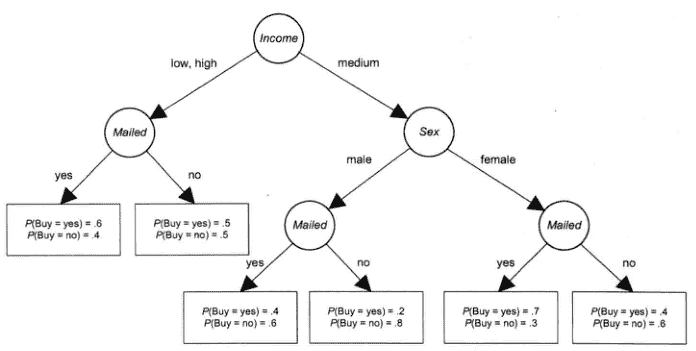 Income
low, high
medium
Mailed
Sex
yes
no
male
female
P(Buy = yes) = .6
P(Buy = no) = .4
P(Buy = yes) = .5
P(Buy = no) = .5
Mailed
Mailed
yes
no
yes
no
P(Buy = yes) = .4
P(Buy = no) = .6
P(Buy = yes) = .2
P(Buy = no) = .8
P(Buy = yes) = .7
P(Buy = no) = .3
P(Buy = yes) = .4
P(Buy = no) = .6